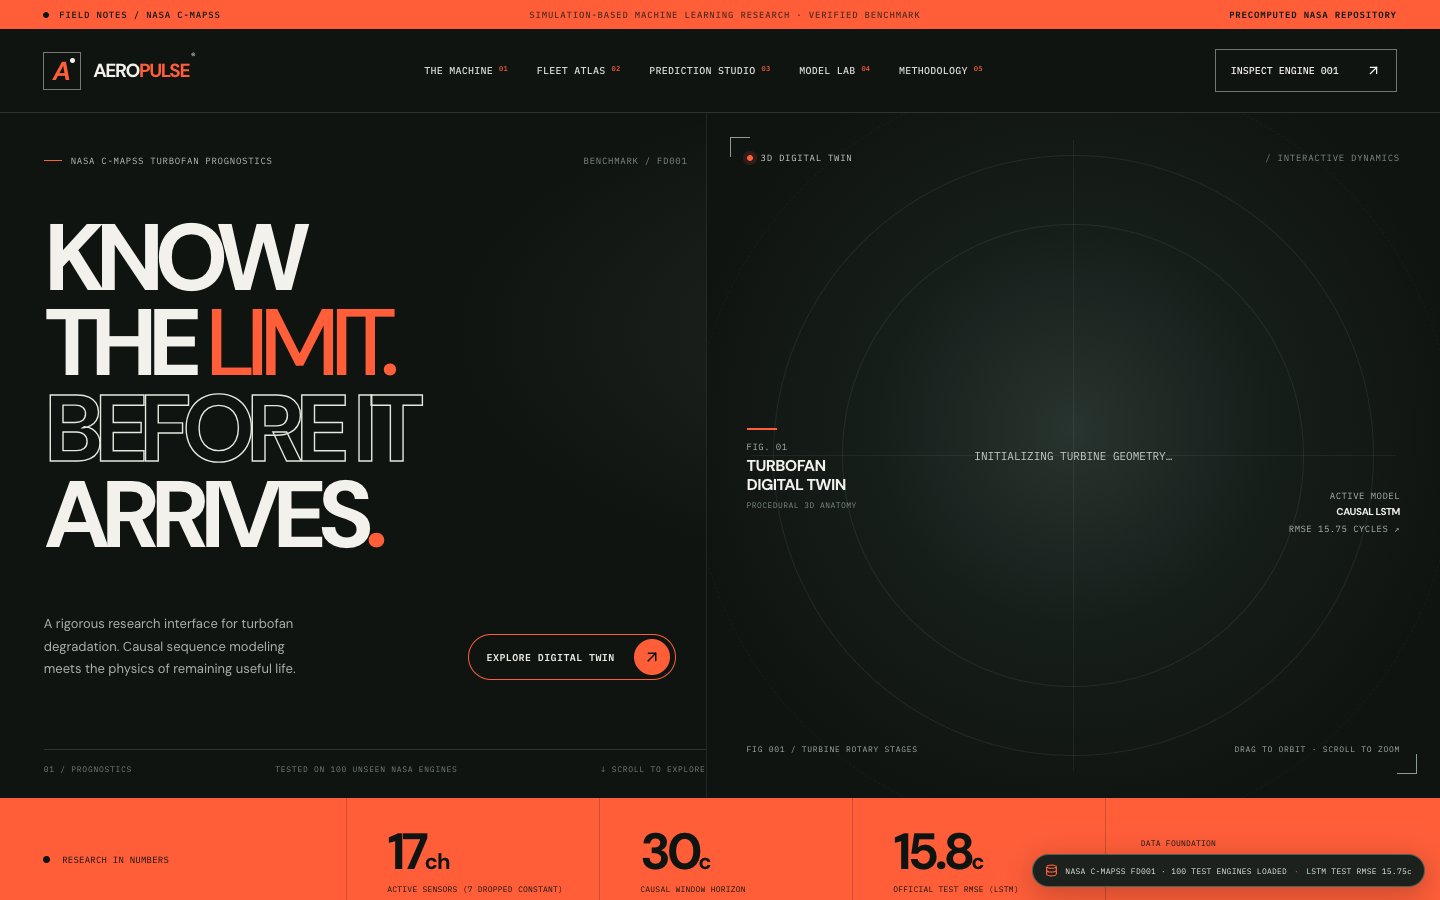 FIELD NOTES / NASA C-MAPSS
SIMULATION-BASED MACHINE LEARNING RESEARCH · VERIFIED BENCHMARK
PRECOMPUTED NASA REPOSITORY
A
AEROPULSE
THE MACHINE 01
FLEET ATLAS 02
PREDICTION STUDIO 03
MODEL LAB 04
METHODOLOGY 05
INSPECT ENGINE 001
NASA C-MAPSS TURBOFAN PROGNOSTICS
BENCHMARK / FD001
KNOW
THE LIMIT.
BEFORE IT
ARRIVES.
A rigorous research interface for turbofan
degradation. Causal sequence modeling
meets the physics of remaining useful life.
EXPLORE DIGITAL TWIN
01 / PROGNOSTICS
TESTED ON 100 UNSEEN NASA ENGINES
↓ SCROLL TO EXPLORE
3D DIGITAL TWIN
/ INTERACTIVE DYNAMICS
FIG. 01
TURBOFAN
DIGITAL TWIN
PROCEDURAL 3D ANATOMY
INITIALIZING TURBINE GEOMETRY…
ACTIVE MODEL
CAUSAL LSTM
RMSE 15.75 CYCLES ↗
FIG 001 / TURBINE ROTARY STAGES
DRAG TO ORBIT · SCROLL TO ZOOM
RESEARCH IN NUMBERS
17ch
ACTIVE SENSORS (7 DROPPED CONSTANT)
30c
CAUSAL WINDOW HORIZON
15.8c
OFFICIAL TEST RMSE (LSTM)
DATA FOUNDATION
NASA C-MAPSS FD001 · 100 TEST ENGINES LOADED · LSTM TEST RMSE 15.75c